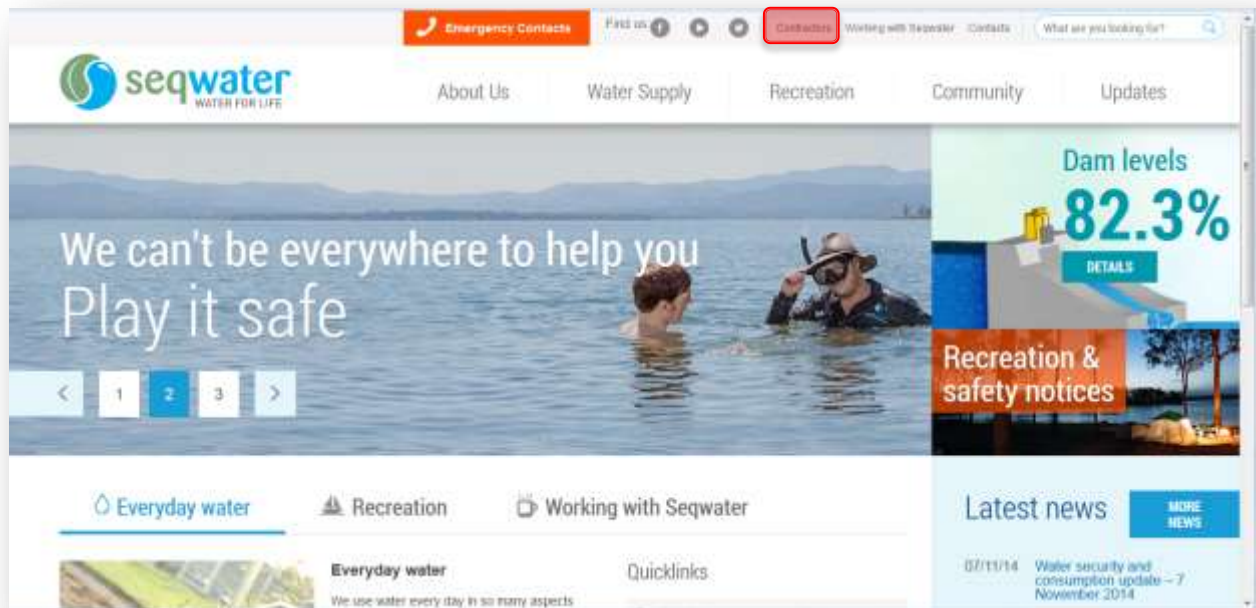 Emergency Contacts
Find us
Contractors
Working with Seqwater
Contacts
What are you looking for?
seqwater
WATER FOR LIFE
About Us
Water Supply
Recreation
Community
Updates
We can't be everywhere to help you
Play it safe
1
2
3
Dam levels
82.3%
DETAILS
Recreation &
safety notices
Everyday water
Recreation
Working with Seqwater
Latest news
MORE
NEWS
Everyday water
We use water every day in so many aspects
Quicklinks
07/11/14
Water security and
consumption update – 7
November 2014